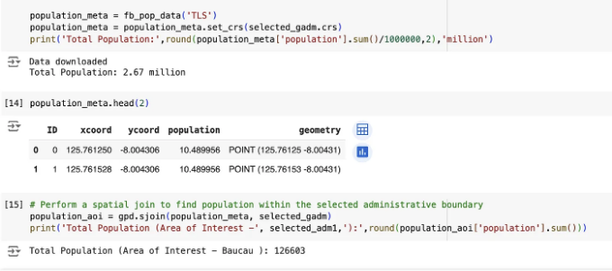 population_meta = fb_pop_data('TLS')
population_meta = population_meta.set_crs(selected_gadm.crs)
print('Total Population:',round(population_meta['population'].sum()/1000000,2),'million')
Data downloaded
Total Population: 2.67 million
[14] population_meta.head(2)
ID xcoord ycoord population geometry
0 0 125.761250 -8.004306 10.489956 POINT (125.76125 -8.00431)
1 1 125.761528 -8.004306 10.489956 POINT (125.76153 -8.00431)
[15] # Perform a spatial join to find population within the selected administrative boundary
population_aoi = gpd.sjoin(population_meta, selected_gadm)
print('Total Population (Area of Interest -', selected_adm1,'):',round(population_aoi['population'].sum()))
Total Population (Area of Interest - Baucau ): 126603